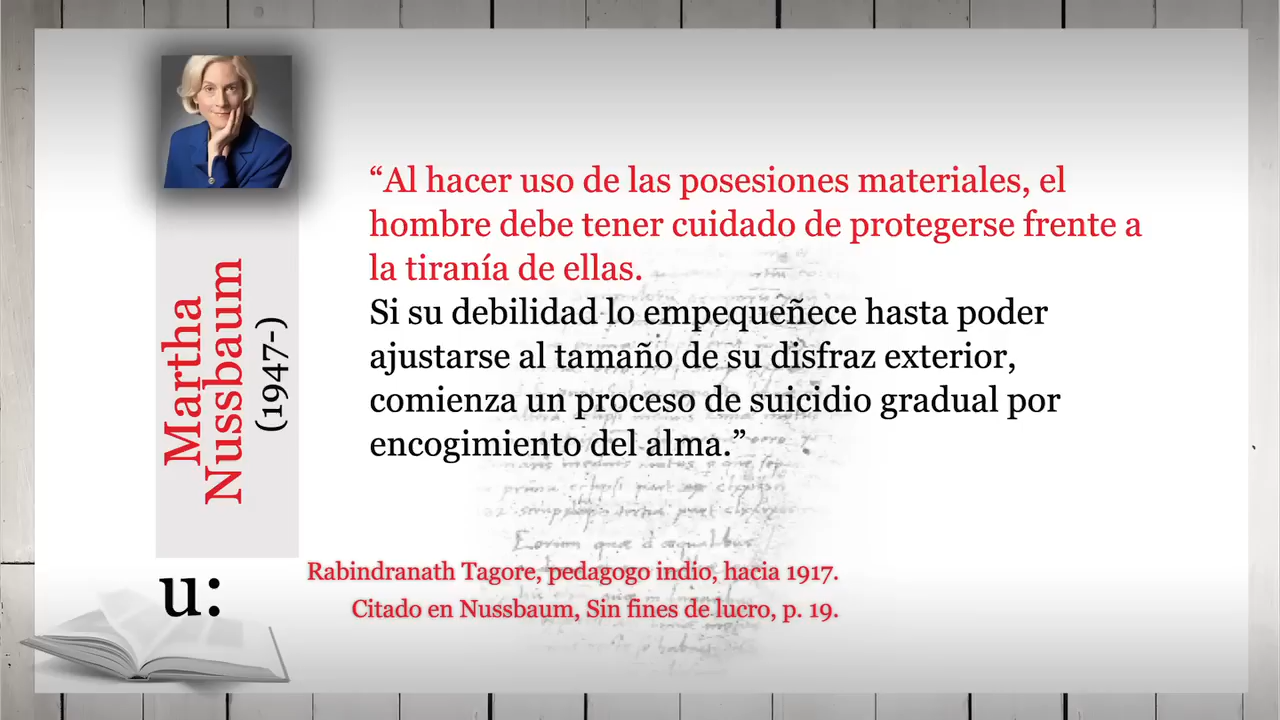 Martha
Nussbaum
(1947-)
“Al hacer uso de las posesiones materiales, el
hombre debe tener cuidado de protegerse frente a
la tiranía de ellas.
Si su debilidad lo empequeñece hasta poder
ajustarse al tamaño de su disfraz exterior,
comienza un proceso de suicidio gradual por
encogimiento del alma.”
Rabindranath Tagore, pedagogo indio, hacia 1917.
Citado en Nussbaum, Sin fines de lucro, p. 19.
u: